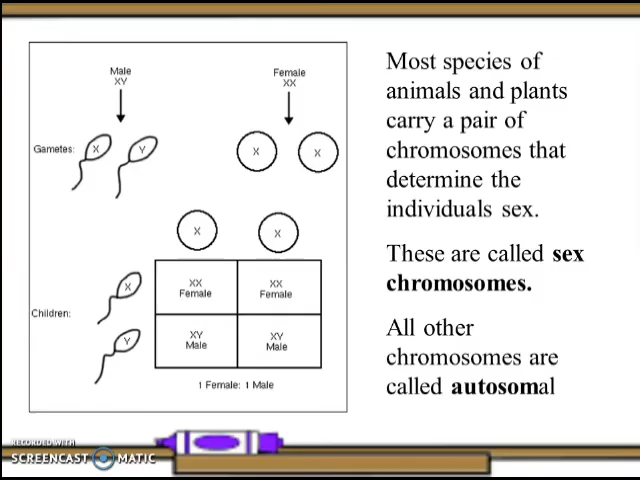 Male
XY
Female
XX
Gametes:
X
Y
X
X
X
X
Children:
X
XX
Female
XX
Female
Y
XY
Male
XY
Male
1 Female: 1 Male
Most species of
animals and plants
carry a pair of
chromosomes that
determine the
individuals sex.
These are called sex
chromosomes.
All other
chromosomes are
called autosomal
RECORDED WITH
SCREENCAST MATIC